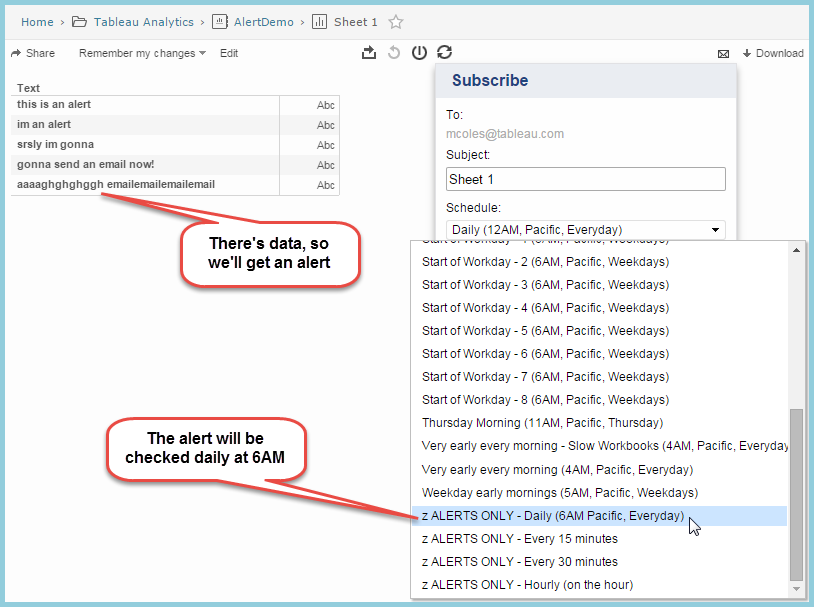 Home › Tableau Analytics › AlertDemo › Sheet 1
Share Remember my changes Edit Download
Text
this is an alert Abc
im an alert Abc
srsly im gonna Abc
gonna send an email now! Abc
aaaaghghghggh emailemailemailemail Abc
There's data, so
we'll get an alert
The alert will be
checked daily at 6AM
Subscribe
To:
mcoles@tableau.com
Subject:
Sheet 1
Schedule:
Daily (12AM, Pacific, Everyday)
Start of Workday - 1 (6AM, Pacific, Weekdays)
Start of Workday - 2 (6AM, Pacific, Weekdays)
Start of Workday - 3 (6AM, Pacific, Weekdays)
Start of Workday - 4 (6AM, Pacific, Weekdays)
Start of Workday - 5 (6AM, Pacific, Weekdays)
Start of Workday - 6 (6AM, Pacific, Weekdays)
Start of Workday - 7 (6AM, Pacific, Weekdays)
Start of Workday - 8 (6AM, Pacific, Weekdays)
Thursday Morning (11AM, Pacific, Thursday)
Very early every morning - Slow Workbooks (4AM, Pacific, Everyday
Very early every morning (4AM, Pacific, Everyday)
Weekday early mornings (5AM, Pacific, Weekdays)
z ALERTS ONLY - Daily (6AM Pacific, Everyday)
z ALERTS ONLY - Every 15 minutes
z ALERTS ONLY - Every 30 minutes
z ALERTS ONLY - Hourly (on the hour)